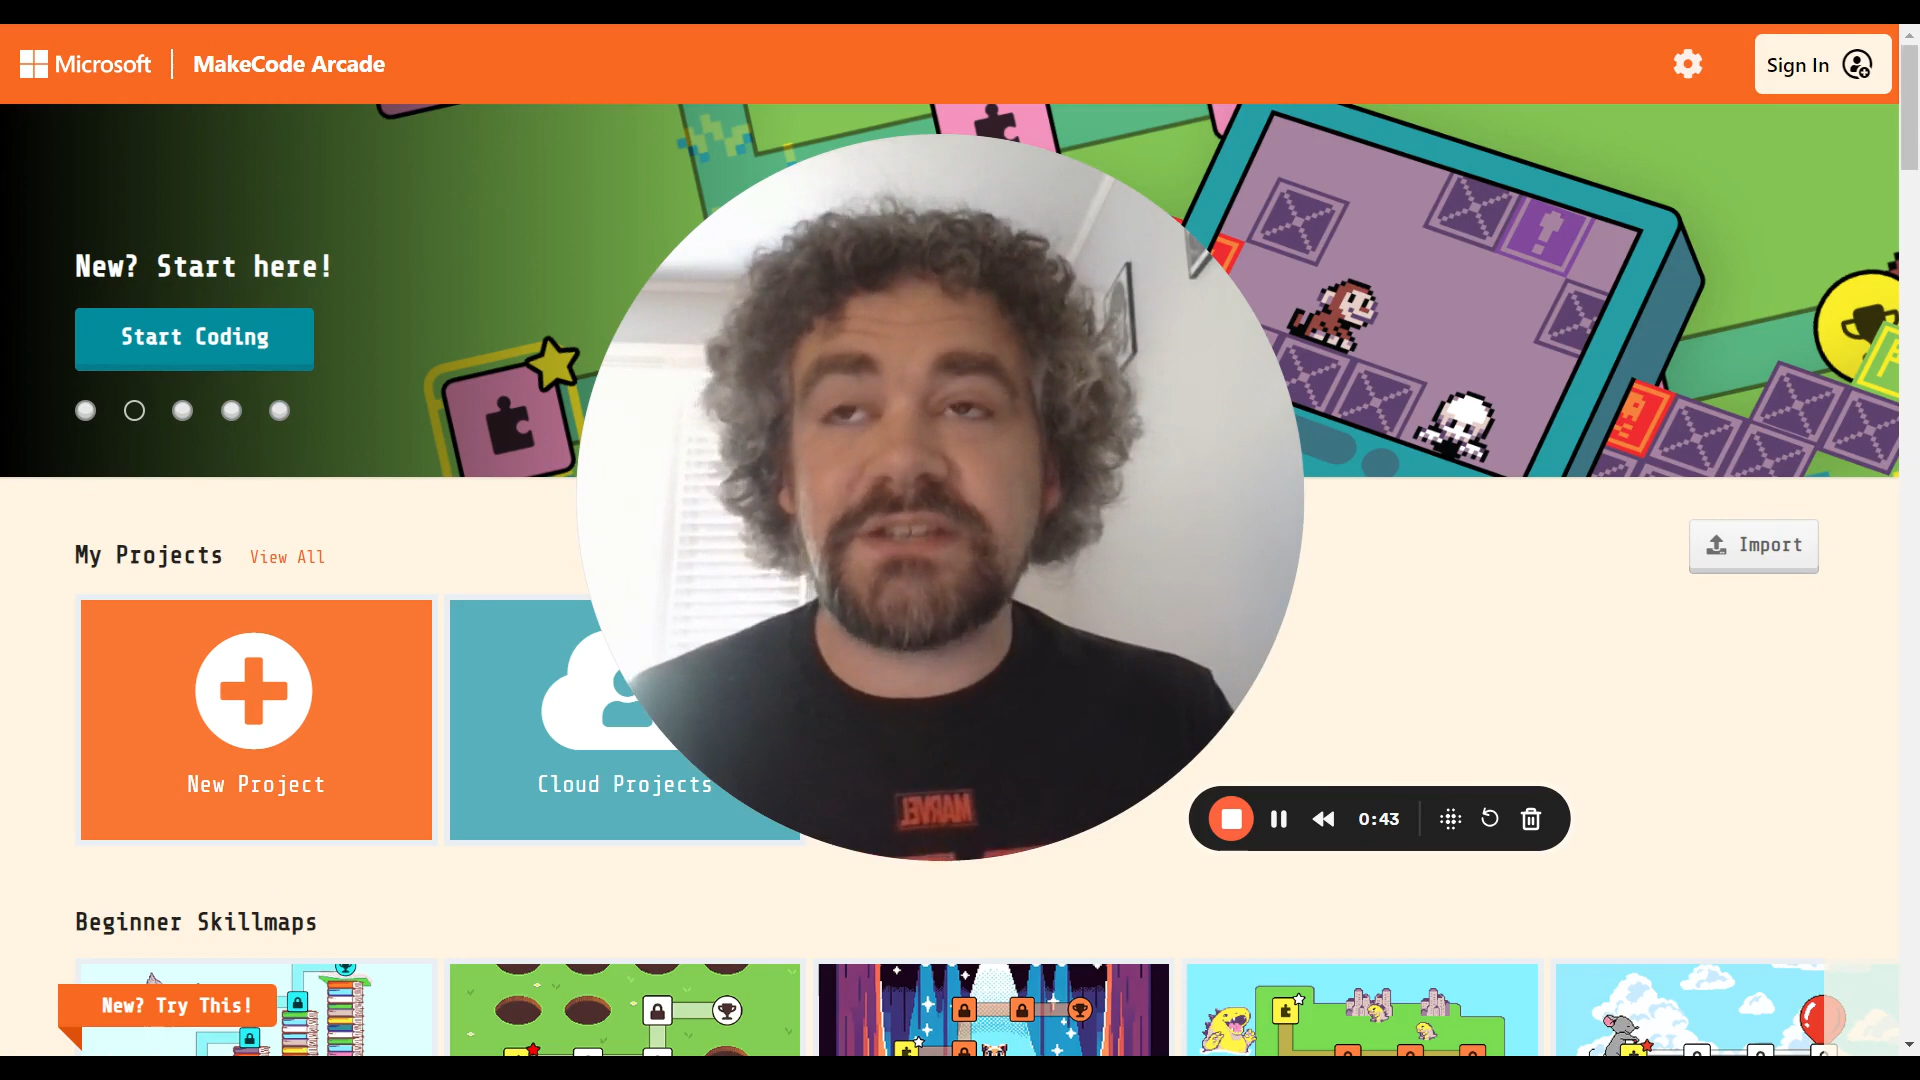 Microsoft | MakeCode Arcade
Sign In
New? Start here!
Start Coding
My Projects View All
Import
New Project
Cloud Projects
MARVEL
0:43
Beginner Skillmaps
New? Try This!